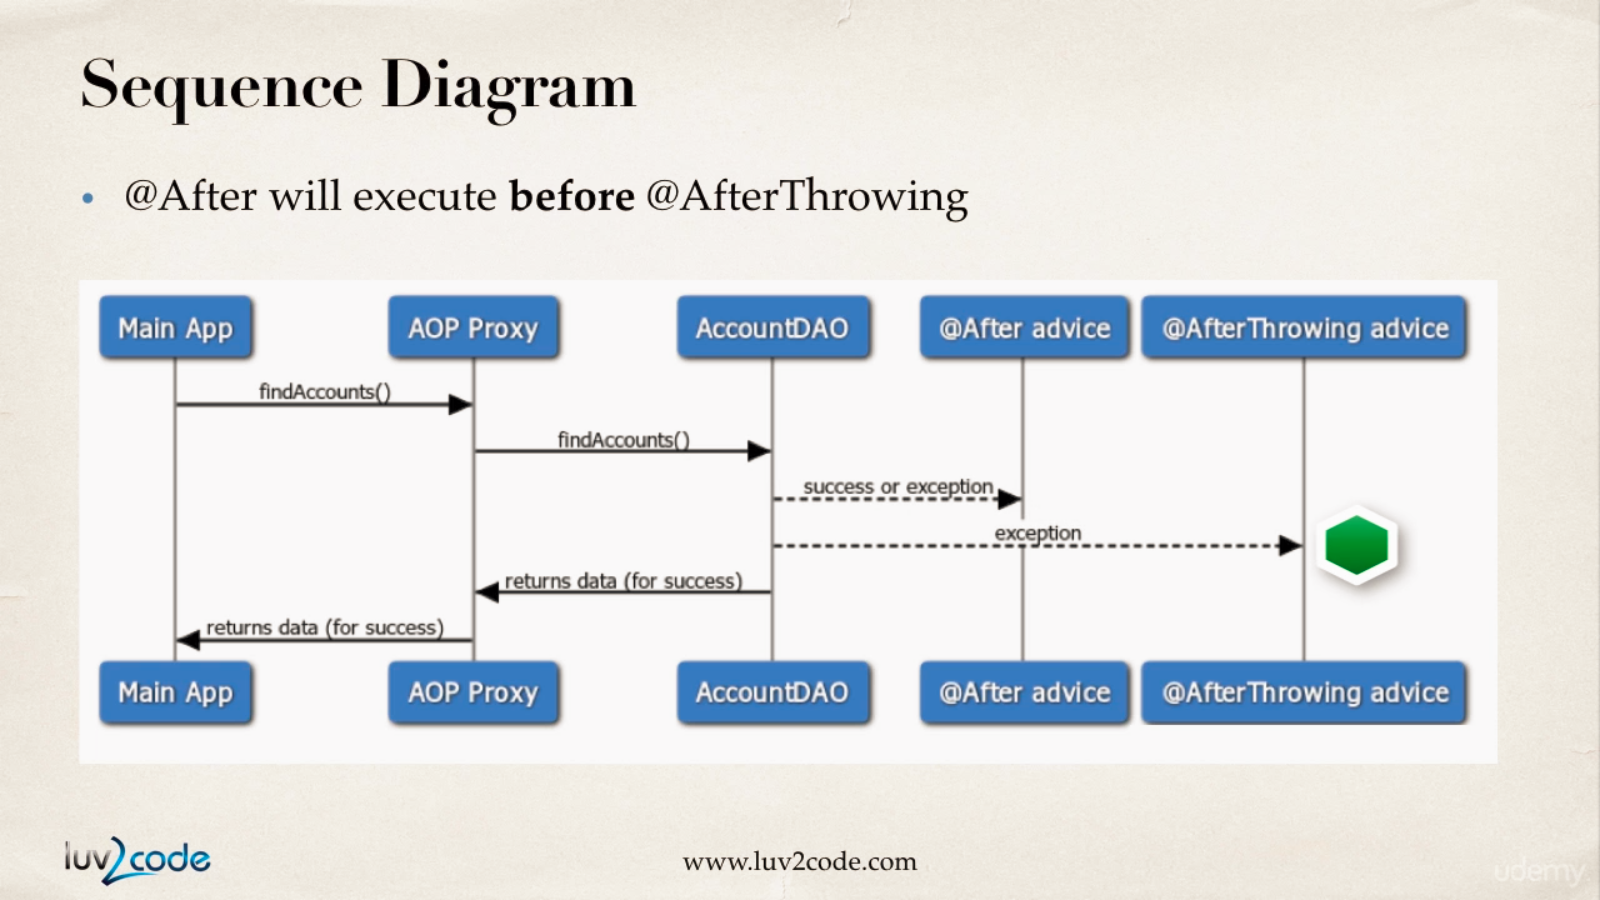 Sequence Diagram
• @After will execute before @AfterThrowing
Main App AOP Proxy AccountDAO @After advice @AfterThrowing advice
findAccounts()
findAccounts()
success or exception
exception
returns data (for success)
returns data (for success)
Main App AOP Proxy AccountDAO @After advice @AfterThrowing advice
luv2code www.luv2code.com udemy